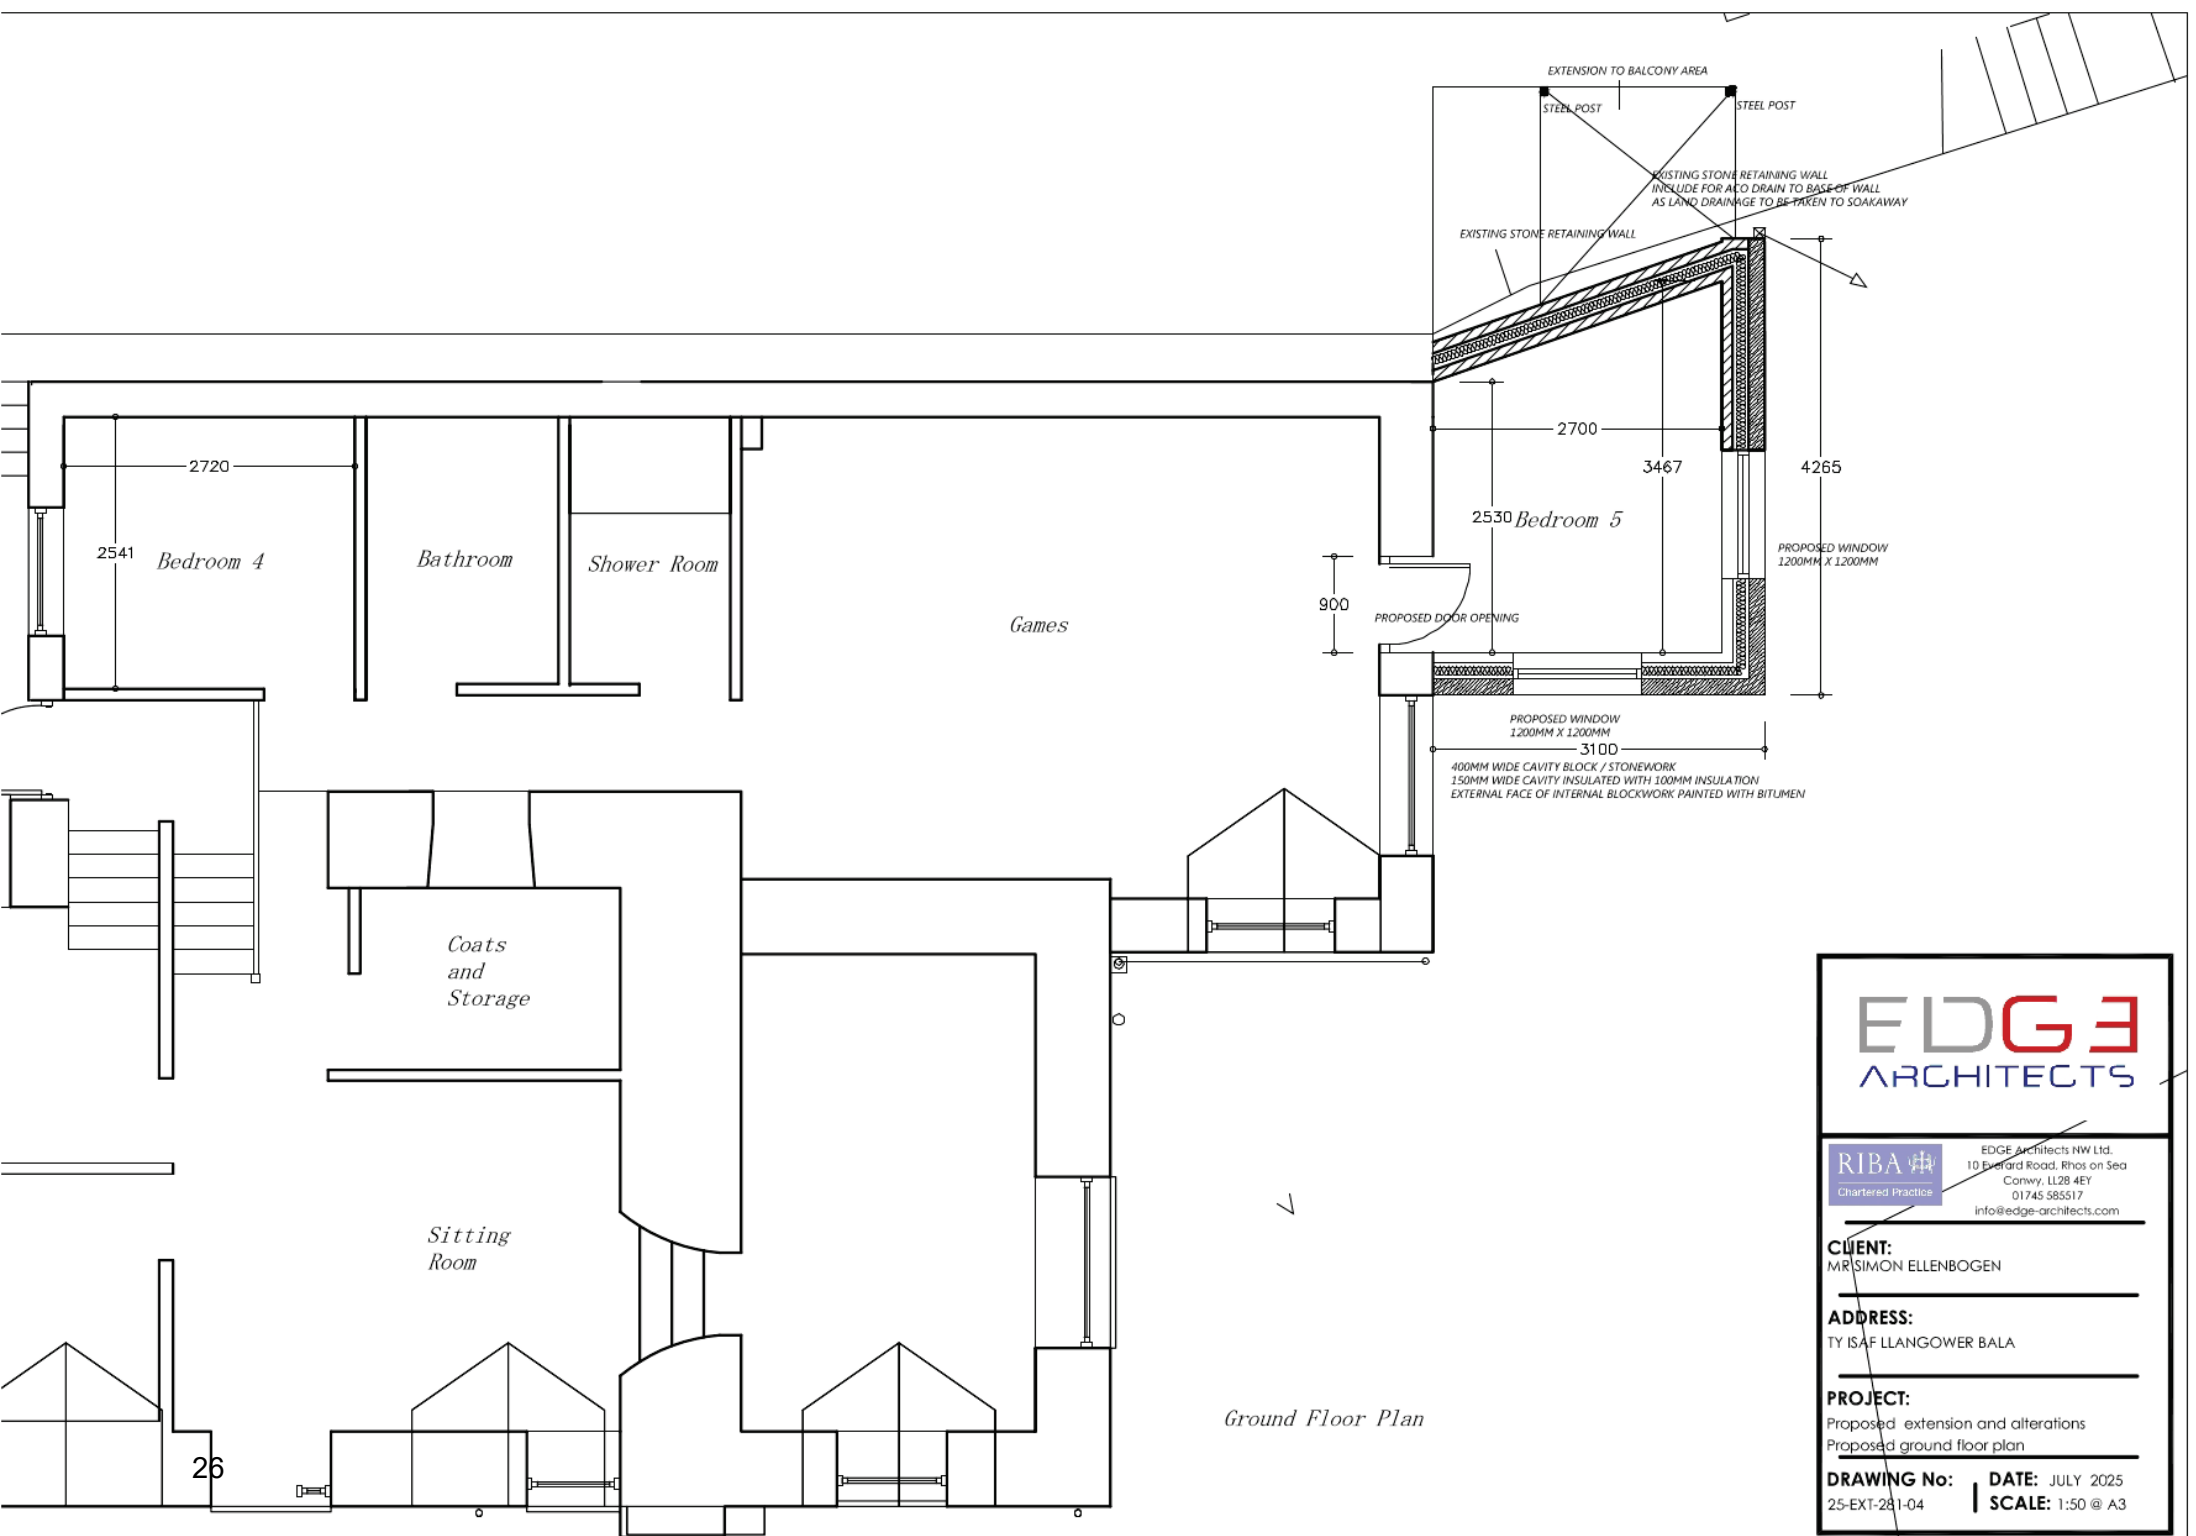 EXTENSION TO BALCONY AREA
STEEL POST
STEEL POST
EXISTING STONE RETAINING WALL
INCLUDE FOR ACO DRAIN TO BASE OF WALL
AS LAND DRAINAGE TO BE TAKEN TO SOAKAWAY
EXISTING STONE RETAINING WALL
2700
2720
3467
4265
2530
Bedroom 5
2541
Bedroom 4
Bathroom
Shower Room
PROPOSED WINDOW
1200MM X 1200MM
900
PROPOSED DOOR OPENING
Games
PROPOSED WINDOW
1200MM X 1200MM
3100
400MM WIDE CAVITY BLOCK / STONEWORK
150MM WIDE CAVITY INSULATED WITH 100MM INSULATION
EXTERNAL FACE OF INTERNAL BLOCKWORK PAINTED WITH BITUMEN
Coats
and
Storage
Sitting
Room
Ground Floor Plan
26
EDGE
ARCHITECTS
RIBA
Chartered Practice
EDGE Architects NW Ltd.
10 Everard Road, Rhos on Sea
Conwy, LL28 4EY
01745 585517
info@edge-architects.com
CLIENT:
MR SIMON ELLENBOGEN
ADDRESS:
TY ISAF LLANGOWER BALA
PROJECT:
Proposed extension and alterations
Proposed ground floor plan
DRAWING No:
25-EXT-281-04
DATE: JULY 2025
SCALE: 1:50 @ A3